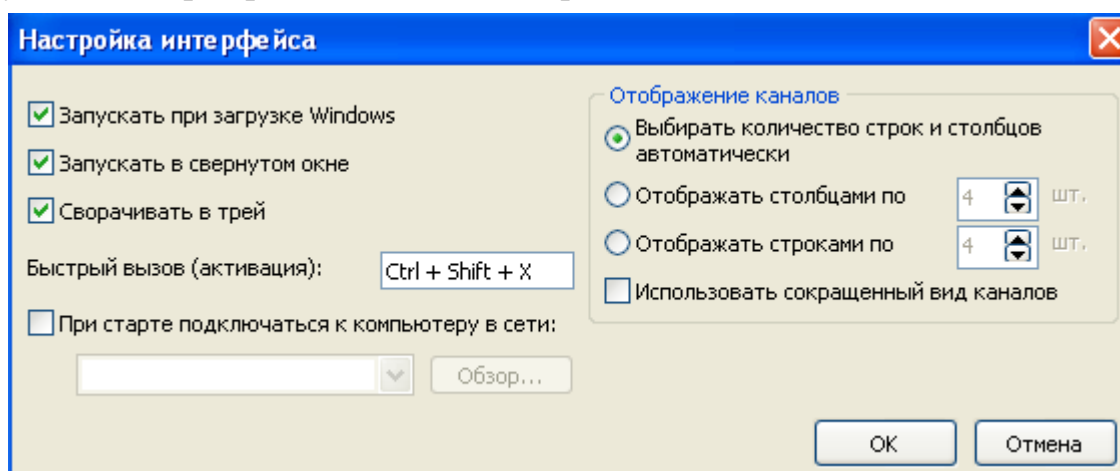 Настройка интерфейса
Запускать при загрузке Windows
Запускать в свернутом окне
Сворачивать в трей
Быстрый вызов (активация): Ctrl + Shift + X
При старте подключаться к компьютеру в сети:
Обзор...
Отображение каналов
Выбирать количество строк и столбцов
автоматически
Отображать столбцами по 4 шт.
Отображать строками по 4 шт.
Использовать сокращенный вид каналов
OK Отмена